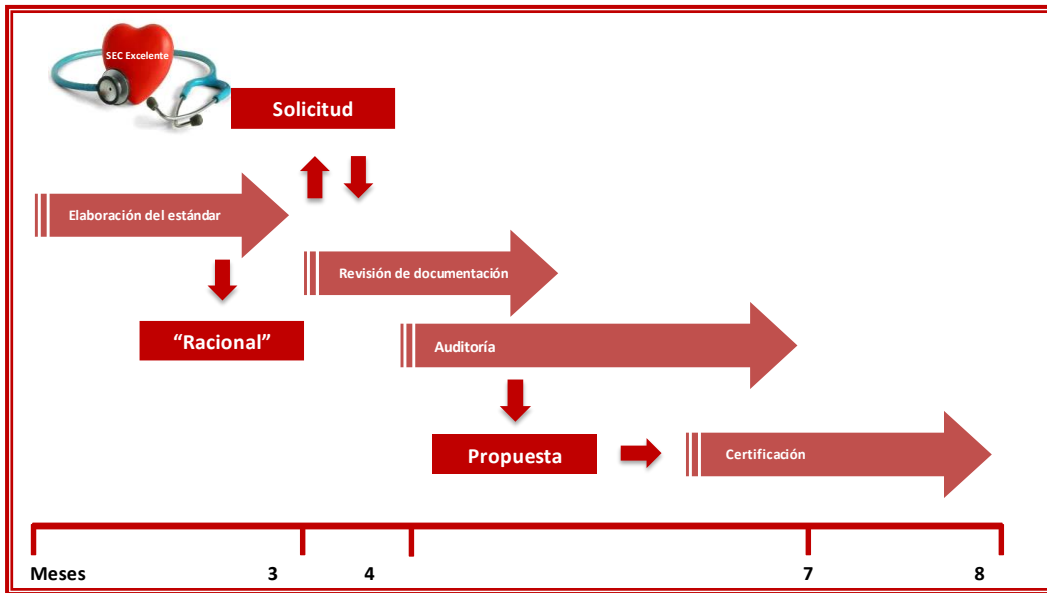 SEC Excelente
Solicitud
Elaboración del estándar
Revisión de documentación
“Racional”
Auditoría
Propuesta
Certificación
Meses 3 4 7 8